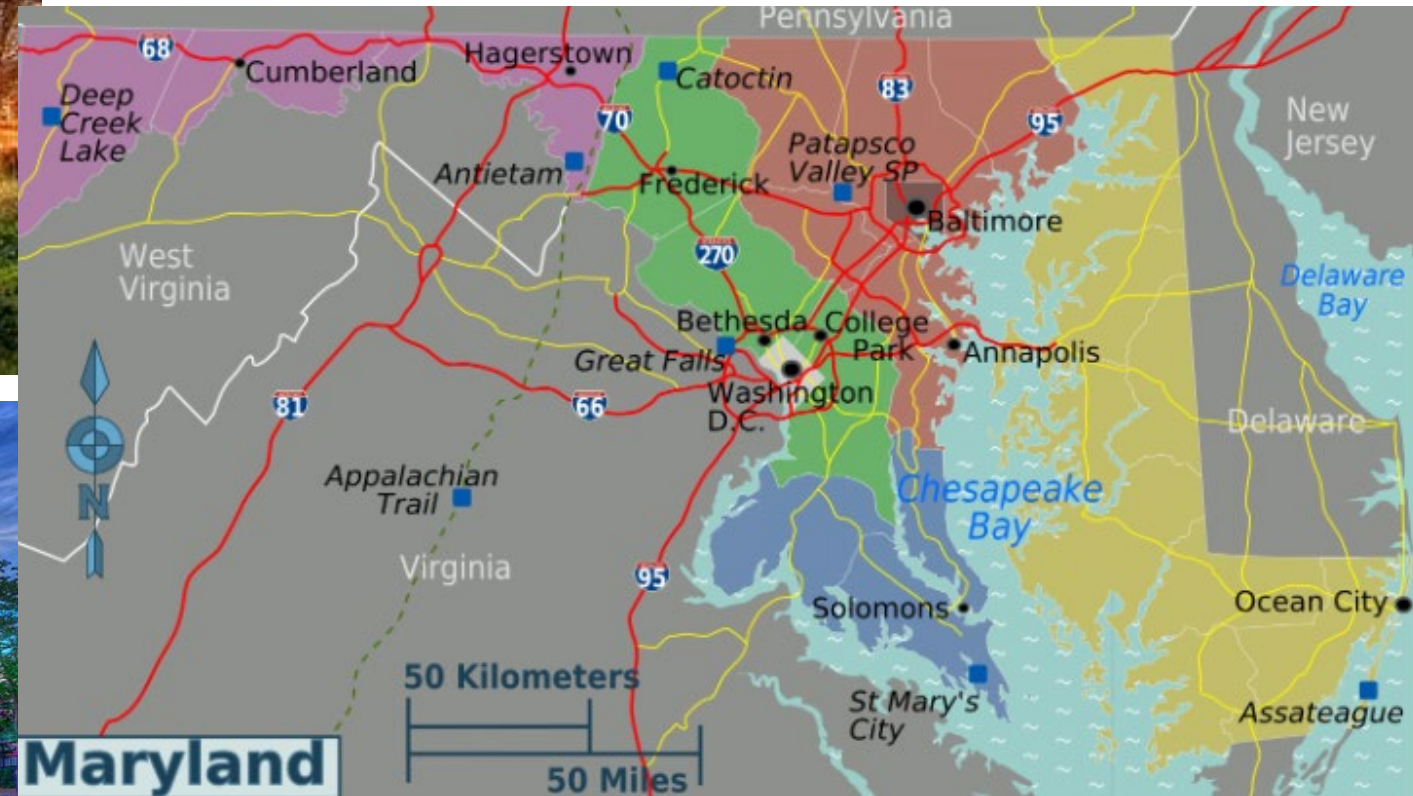 Pennsylvania
68
Hagerstown
Cumberland
Catoctin
83
Deep
Creek
Lake
70
95
New
Jersey
Patapsco
Valley SP
Antietam
Frederick
Baltimore
West
Virginia
270
Delaware
Bay
Bethesda
College
Park
Great Falls
Annapolis
Washington
D.C.
81
66
Delaware
Appalachian
Trail
N
Chesapeake
Bay
Virginia
95
Solomons
Ocean City
50 Kilometers
St Mary's
City
Assateague
Maryland
50 Miles